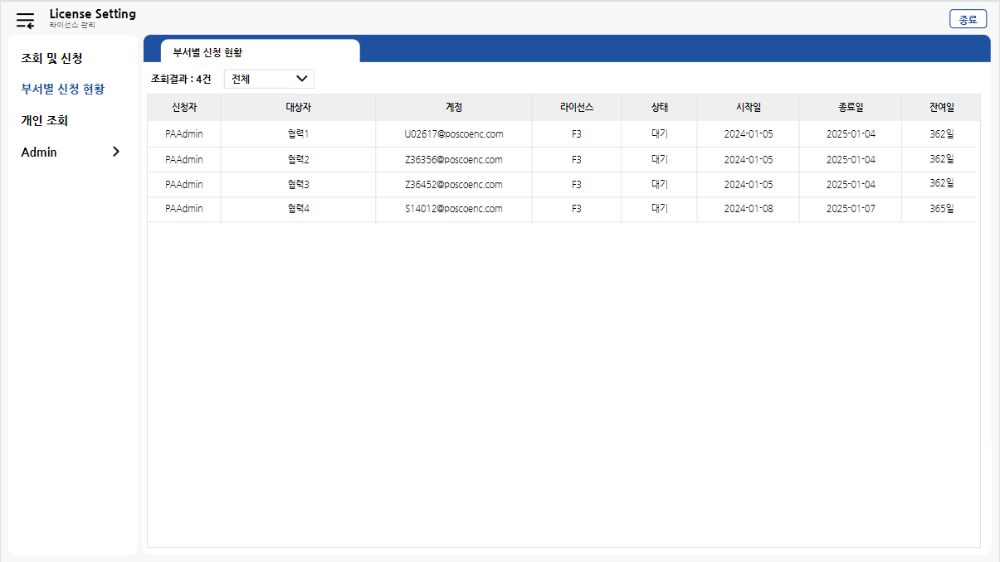 License Setting
라이선스 관리
종료
조회 및 신청
부서별 신청 현황
개인 조회
Admin
부서별 신청 현황
조회결과 : 4건 전체
신청자 대상자 계정 라이선스 상태 시작일 종료일 잔여일
PAAdmin 협력1 U02617@poscoenc.com F3 대기 2024-01-05 2025-01-04 362일
PAAdmin 협력2 Z36356@poscoenc.com F3 대기 2024-01-05 2025-01-04 362일
PAAdmin 협력3 Z36452@poscoenc.com F3 대기 2024-01-05 2025-01-04 362일
PAAdmin 협력4 S14012@poscoenc.com F3 대기 2024-01-08 2025-01-07 365일